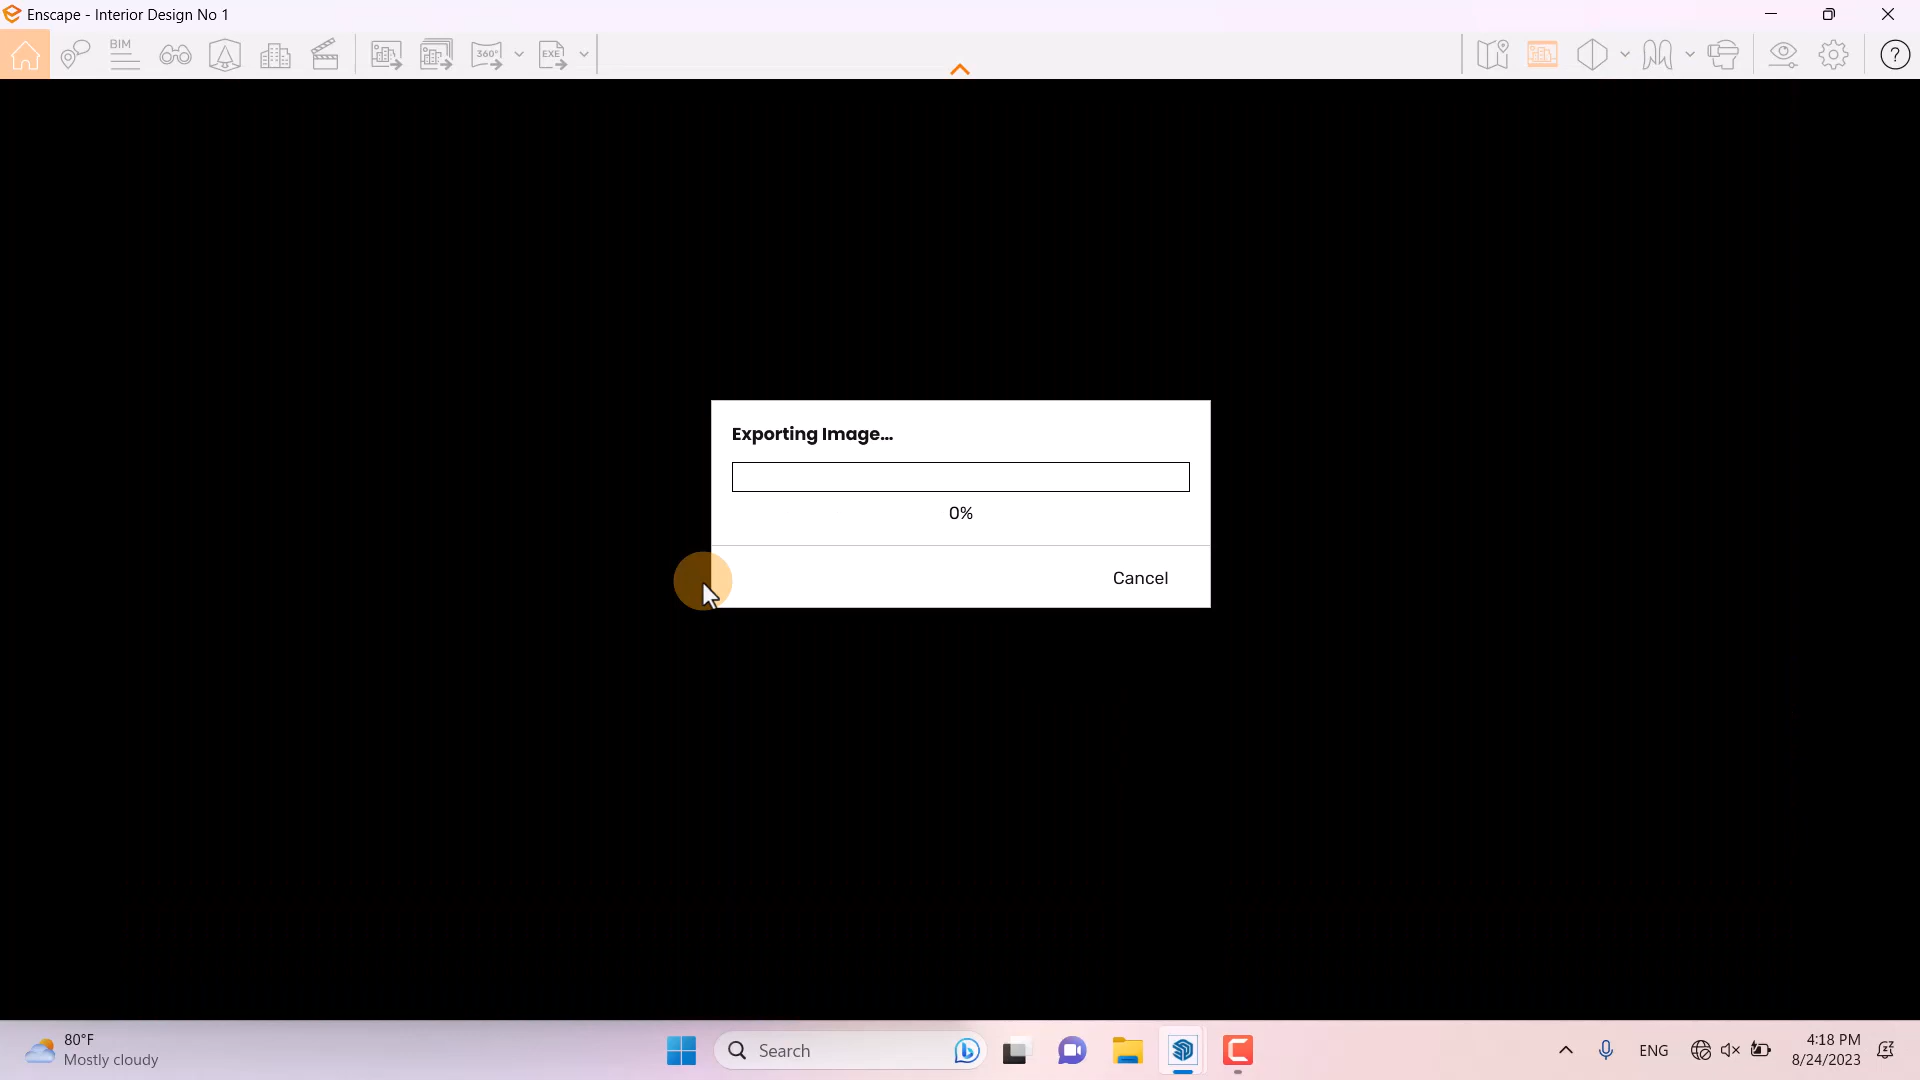 Enscape - Interior Design No 1
BIM
360°
EXE
?
Exporting Image...
0%
Cancel
80°F
Mostly cloudy
Search
ENG
4:18 PM
8/24/2023